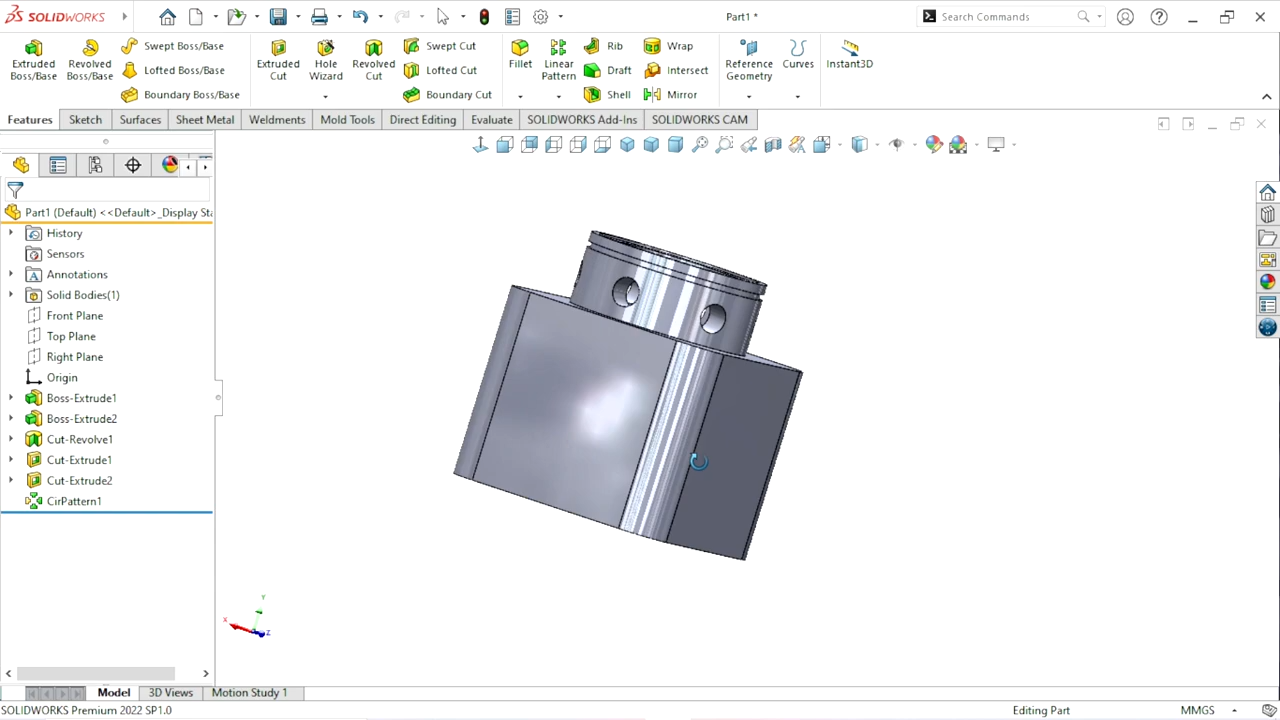 SOLIDWORKS
Part1 *
Search Commands
Extruded Boss/Base
Revolved Boss/Base
Swept Boss/Base
Lofted Boss/Base
Boundary Boss/Base
Extruded Cut
Hole Wizard
Revolved Cut
Swept Cut
Lofted Cut
Boundary Cut
Fillet
Linear Pattern
Rib
Draft
Shell
Wrap
Intersect
Mirror
Reference Geometry
Curves
Instant3D
Features
Sketch
Surfaces
Sheet Metal
Weldments
Mold Tools
Direct Editing
Evaluate
SOLIDWORKS Add-Ins
SOLIDWORKS CAM
Part1 (Default) <<Default>_Display Sta
History
Sensors
Annotations
Solid Bodies(1)
Front Plane
Top Plane
Right Plane
Origin
Boss-Extrude1
Boss-Extrude2
Cut-Revolve1
Cut-Extrude1
Cut-Extrude2
CirPattern1
Y
X
Z
Model
3D Views
Motion Study 1
SOLIDWORKS Premium 2022 SP1.0
Editing Part
MMGS